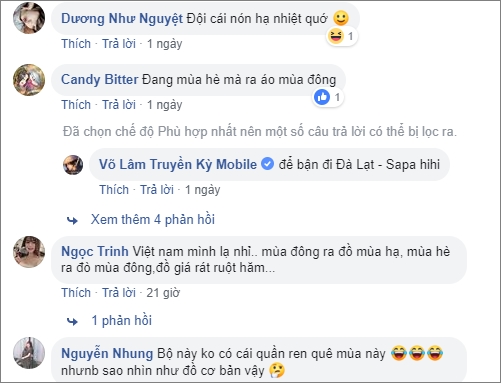 Dương Như Nguyệt Đội cái nón hạ nhiệt quớ
1
Thích · Trả lời · 1 ngày
Candy Bitter Đang mùa hè mà ra áo mùa đông
1
Thích · Trả lời · 1 ngày
Đã chọn chế độ Phù hợp nhất nên một số câu trả lời có thể bị lọc ra.
Võ Lâm Truyền Kỳ Mobile để bận đi Đà Lạt - Sapa hihi
Thích · Trả lời · 1 ngày
Xem thêm 4 phản hồi
Ngọc Trinh Việt nam mình lạ nhỉ.. mùa đông ra đồ mùa hạ, mùa hè
ra đò mùa đông,đồ giá rát ruột hăm...
Thích · Trả lời · 21 giờ
1 phản hồi
Nguyễn Nhung Bộ này ko có cái quần ren quê mùa này
nhưnb sao nhìn như đồ cơ bản vậy